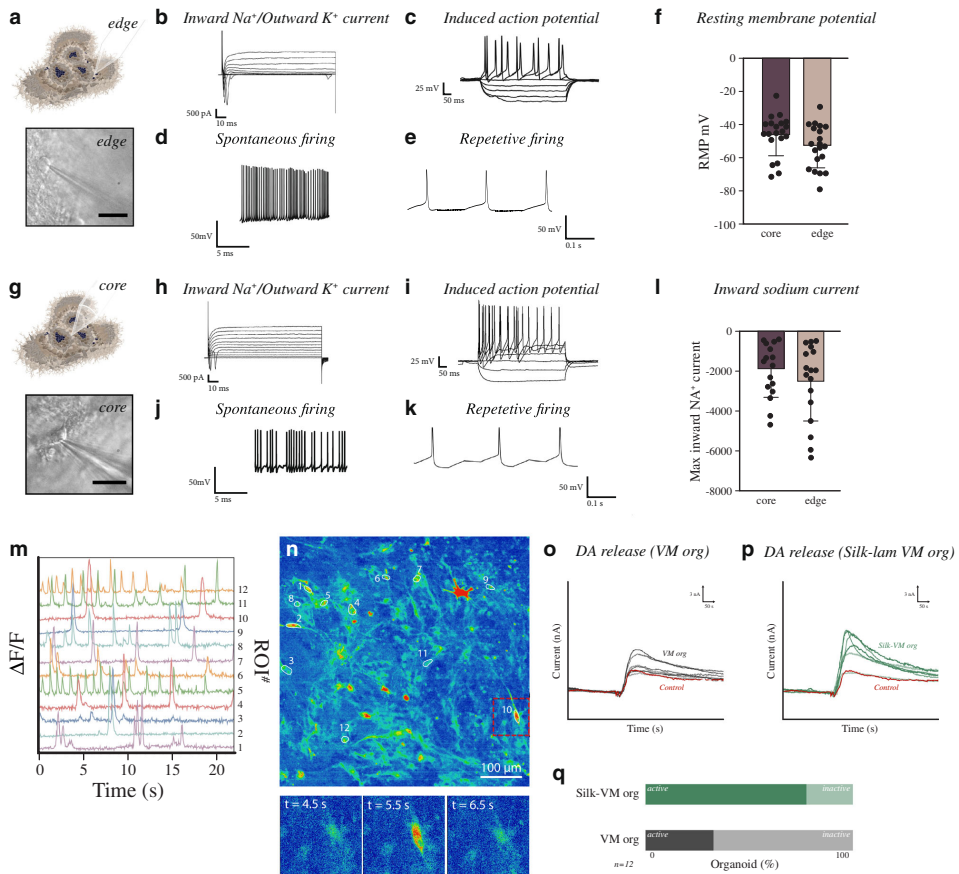 a
edge
edge
b
Inward Na⁺/Outward K⁺ current
500 pA
10 ms
c
Induced action potential
25 mV
50 ms
d
Spontaneous firing
50mV
5 ms
e
Repetetive firing
50 mV
0.1 s
f
Resting membrane potential
RMP mV
0
-20
-40
-60
-80
-100
core
edge
g
core
core
h
Inward Na⁺/Outward K⁺ current
500 pA
10 ms
i
Induced action potential
25 mV
50 ms
j
Spontaneous firing
50mV
5 ms
k
Repetetive firing
50 mV
0.1 s
l
Inward sodium current
Max inward NA⁺ current
0
-2000
-4000
-6000
-8000
core
edge
m
ΔF/F
12
11
10
9
8
7
6
5
4
3
2
1
ROI#
0
5
10
15
20
Time (s)
n
1
2
3
4
5
6
7
8
9
10
11
12
100 µm
t = 4.5 s
t = 5.5 s
t = 6.5 s
o
DA release (VM org)
3 nA
50 s
Current (nA)
VM org
Control
Time (s)
p
DA release (Silk-lam VM org)
3 nA
50 s
Current (nA)
Silk-VM org
Control
Time (s)
q
Silk-VM org
active
inactive
VM org
active
inactive
n=12
0
Organoid (%)
100